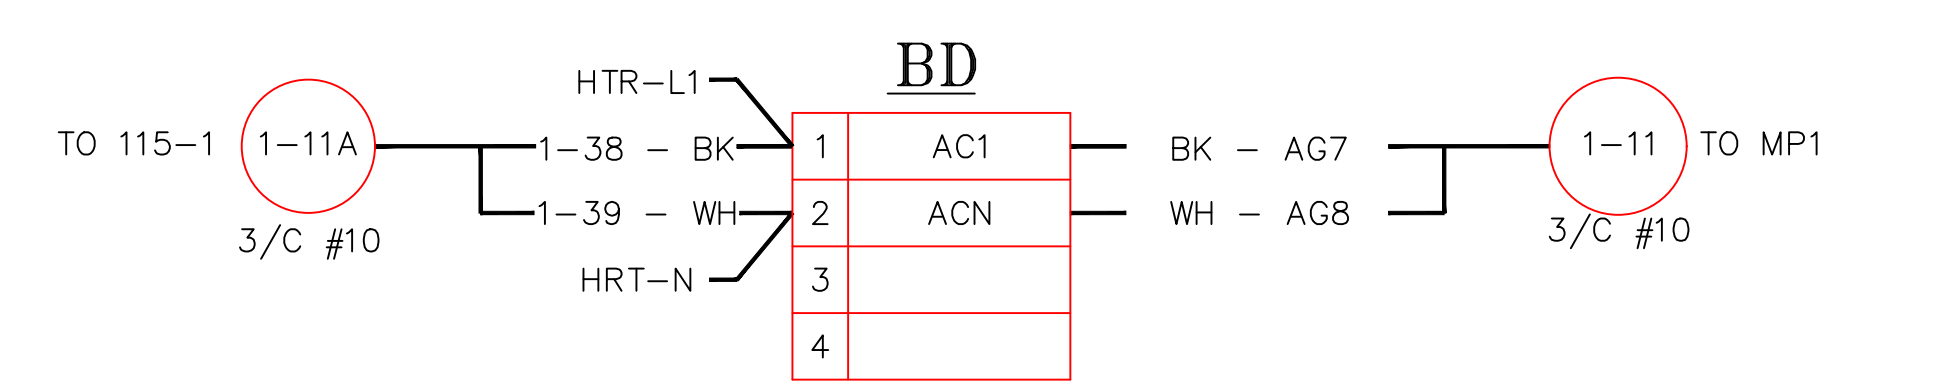 BD
HTR-L1
TO 115-1 1-11A 1-38 - BK 1 AC1 BK - AG7 1-11 TO MP1
1-39 - WH 2 ACN WH - AG8
3/C #10 3/C #10
HRT-N 3
4